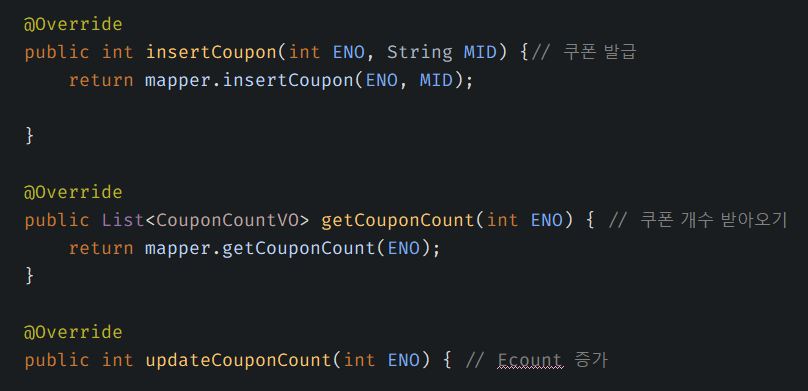 @Override
public int insertCoupon(int ENO, String MID) {// 쿠폰 발급
    return mapper.insertCoupon(ENO, MID);
}
@Override
public List<CouponCountVO> getCouponCount(int ENO) { // 쿠폰 개수 받아오기
    return mapper.getCouponCount(ENO);
}
@Override
public int updateCouponCount(int ENO) { // Ecount 증가